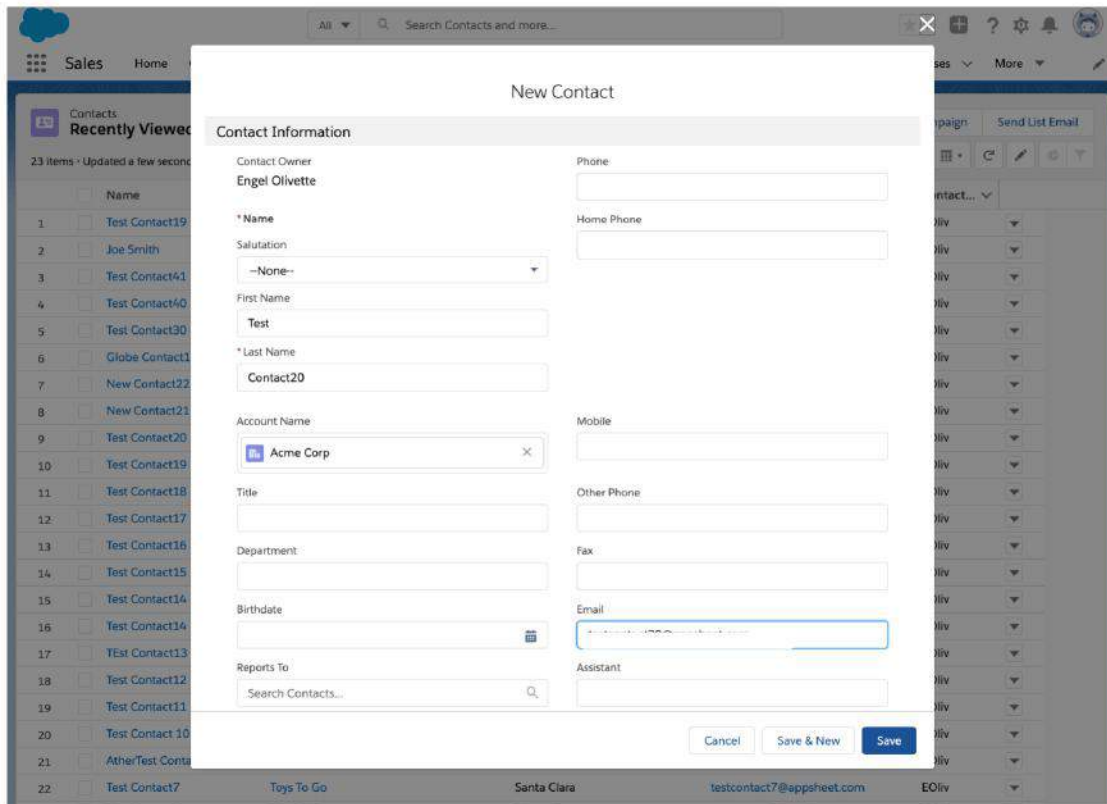 All
Search Contacts and more...
Sales Home
ses
More
New Contact
Contacts
Recently Viewed
Send List Email
Contact Information
23 items • Updated a few
Contact Owner
Engel Olivette
Phone
Name
* Name
Home Phone
Salutation
--None--
First Name
Test
* Last Name
Contact20
Account Name
Acme Corp
Mobile
Title
Other Phone
Department
Fax
Birthdate
Email
Reports To
Search Contacts...
Assistant
Cancel
Save & New
Save
1 Test Contact19
2 Joe Smith
3 Test Contact41
4 Test Contact40
5 Test Contact30
6 Globe Contact1
7 New Contact22
8 New Contact21
9 Test Contact20
10 Test Contact19
11 Test Contact18
12 Test Contact17
13 Test Contact16
14 Test Contact15
15 Test Contact14
16 Test Contact14
17 TEst Contact13
18 Test Contact12
19 Test Contact11
20 Test Contact 10
21 AtherTest Conta
22 Test Contact7 Toys To Go Santa Clara testcontact7@appsheet.com EOliv